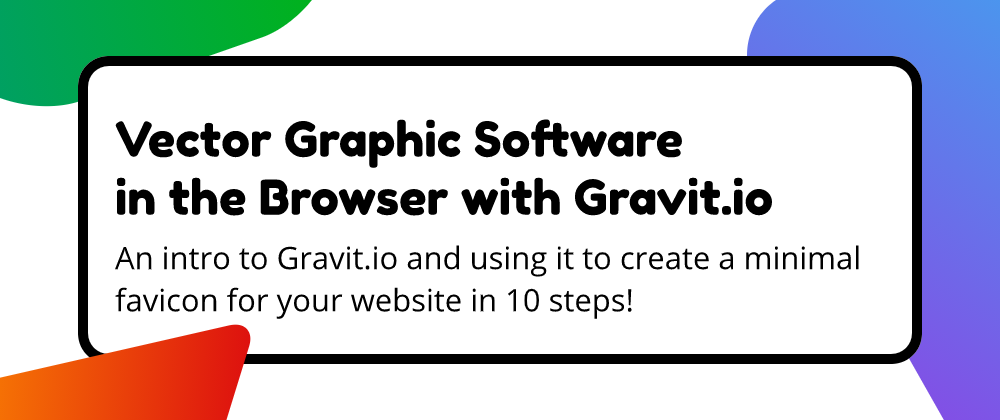 Vector Graphic Software
in the Browser with Gravit.io
An intro to Gravit.io and using it to create a minimal
favicon for your website in 10 steps!